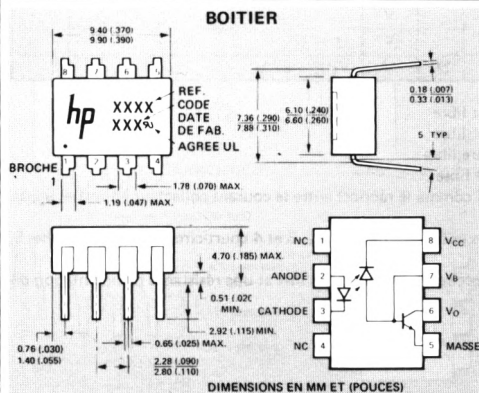 BOITIER
9.40 (.370)
9.90 (.390)
8 7 6 5
hp
XXXX
XXX
REF.
CODE
DATE
DE FAB.
AGREE UL
BROCHE
1
1 2 3 4
1.78 (.070) MAX.
1.19 (.047) MAX.
7.36 (.290)
7.88 (.310)
6.10 (.240)
6.60 (.260)
0.18 (.007)
0.33 (.013)
5 TYP.
4.70 (.185) MAX.
0.51 (.020
MIN.
2.92 (.115) MIN.
0.76 (.030)
1.40 (.055)
0.65 (.025) MAX.
2.28 (.090)
2.80 (.110)
NC 1
ANODE 2
CATHODE 3
NC 4
8 VCC
7 VB
6 VO
5 MASSE
DIMENSIONS EN MM ET (POUCES)